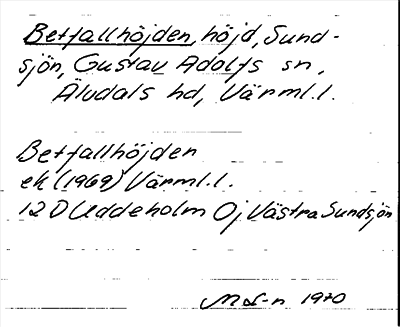 Betfallhöjden, höjd, Sund-
sjön, Gustav Adolfs sn,
Älvdals hd, Värml.l.
Betfallhöjden
ek (1969) Värml.l.
12 D Uddeholm Oj Västra Sundsjön
1970